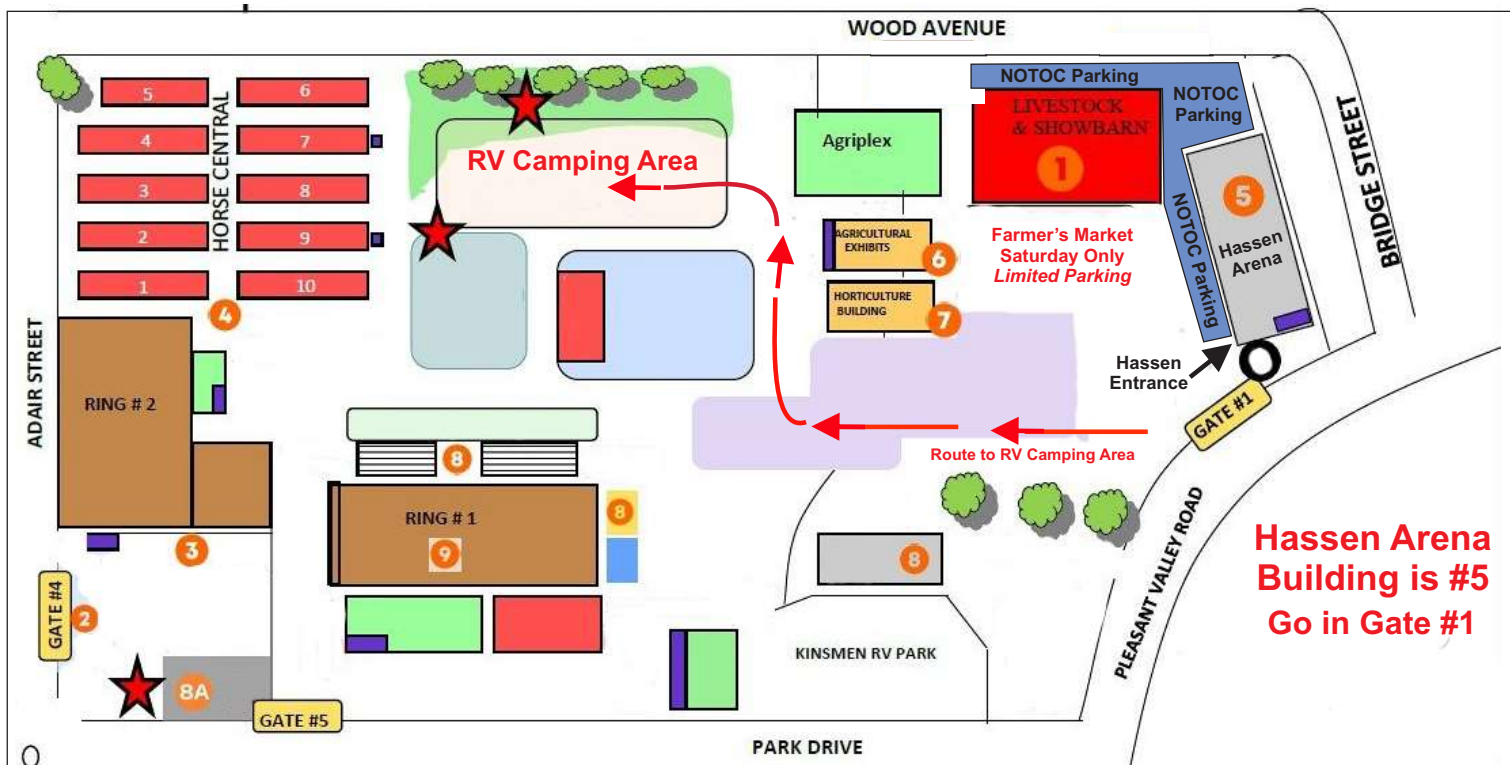 WOOD AVENUE
NOTOC Parking
NOTOC
Parking
LIVESTOCK
& SHOWBARN
1
5
6
4
7
3
8
2
9
1
10
HORSE CENTRAL
4
RV Camping Area
Agriplex
AGRICULTURAL
EXHIBITS
6
HORTICULTURE
BUILDING
7
Farmer's Market
Saturday Only
Limited Parking
NOTOC Parking
5
Hassen
Arena
BRIDGE STREET
Hassen
Entrance
GATE #1
ADAIR STREET
RING # 2
8
RING # 1
9
8
Route to RV Camping Area
3
GATE #4
2
8A
GATE #5
8
KINSMEN RV PARK
PLEASANT VALLEY ROAD
Hassen Arena
Building is #5
Go in Gate #1
PARK DRIVE